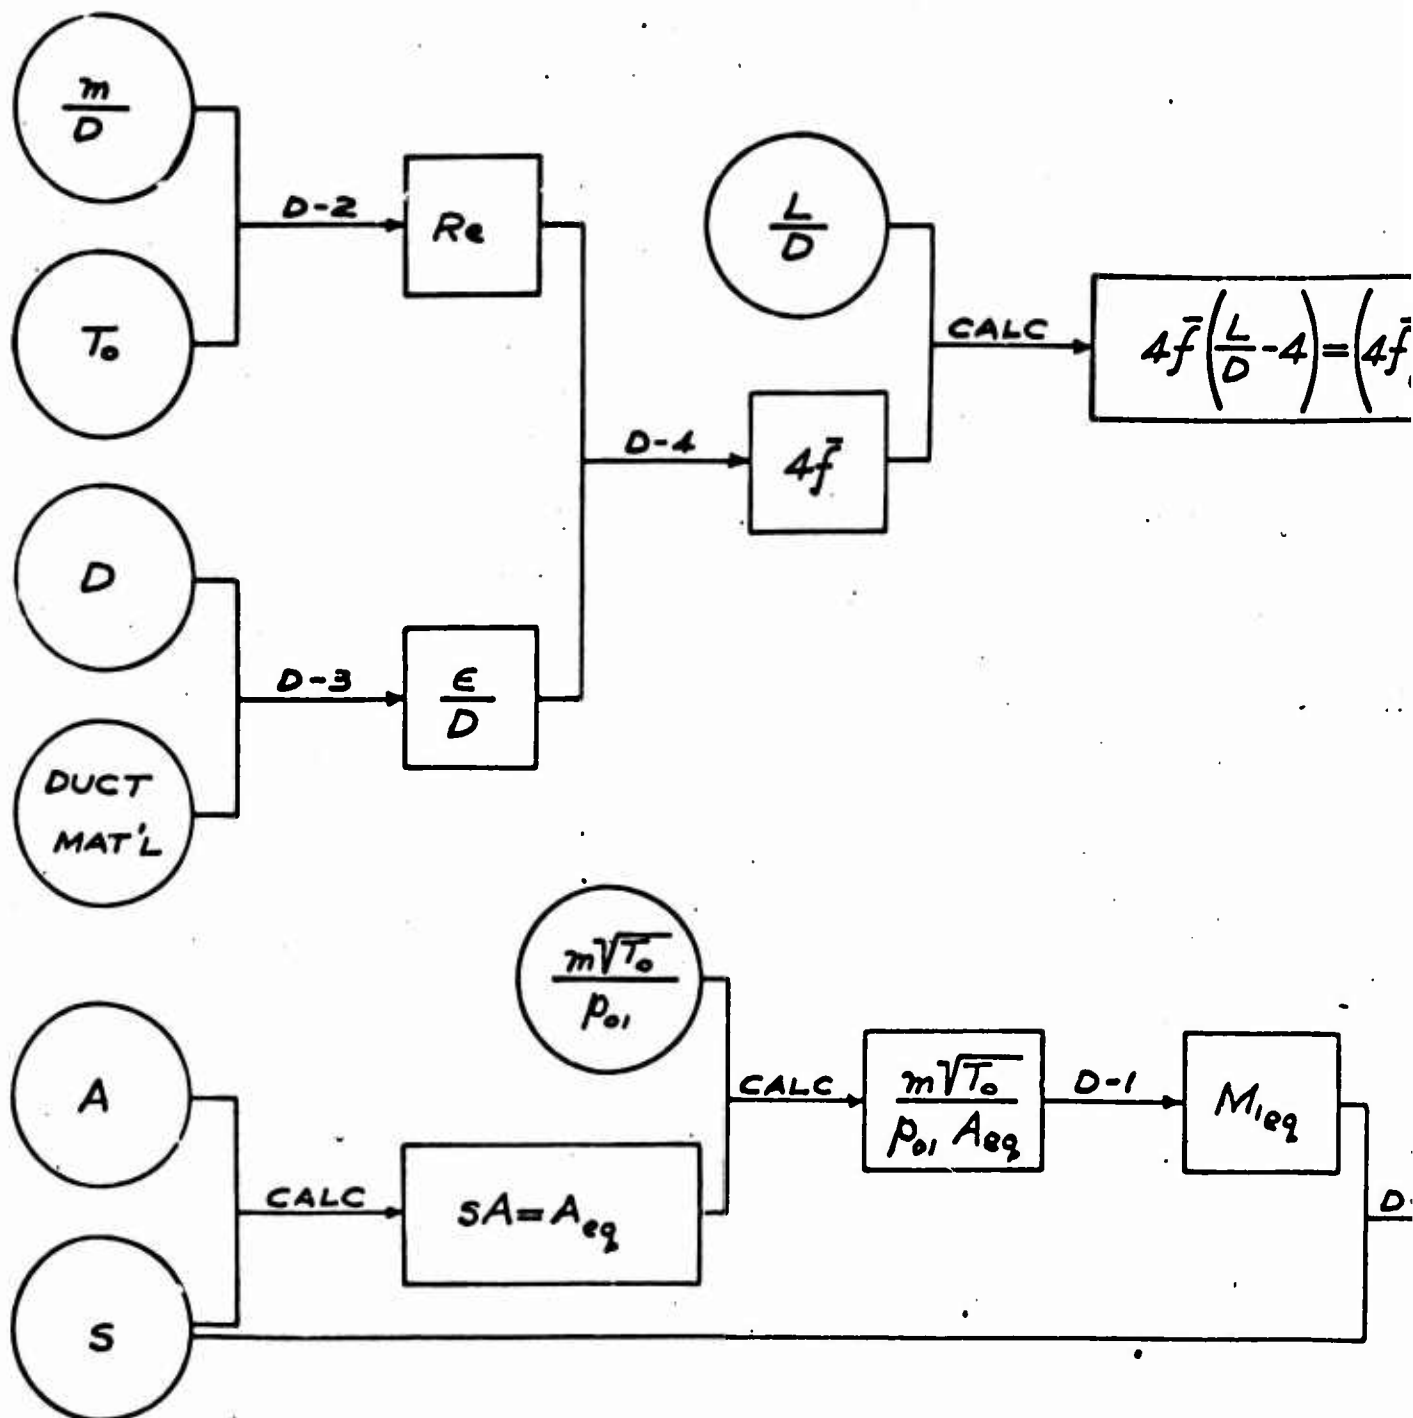 m/D
D-2
Re
T₀
L/D
CALC
4f̄(L/D-4)=(4f̄
D-4
4f̄
D
D-3
ϵ/D
DUCT
MAT'L
m√T₀/p₀₁
A
CALC
m√T₀/p₀₁ A_eq
D-1
M₁eq
CALC
sA=A_eq
D
S